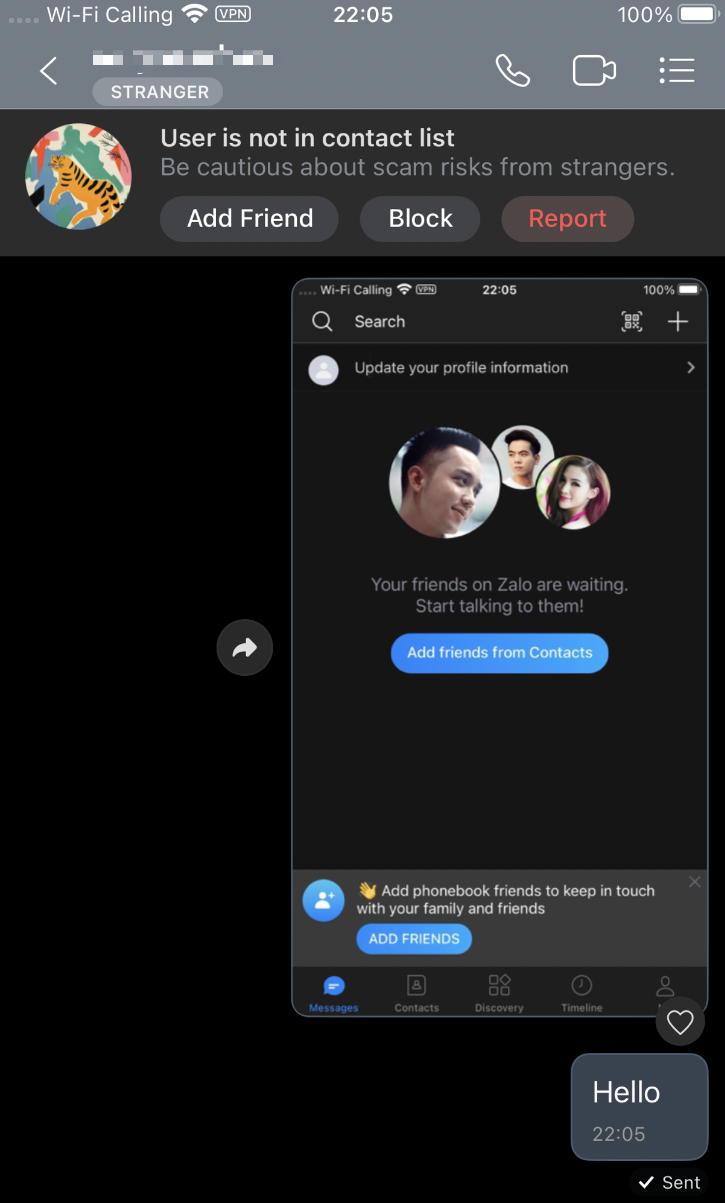 Wi-Fi Calling VPN 22:05 100%
STRANGER
User is not in contact list
Be cautious about scam risks from strangers.
Add Friend Block Report
Wi-Fi Calling VPN 22:05 100%
Search
Update your profile information
Your friends on Zalo are waiting.
Start talking to them!
Add friends from Contacts
👋 Add phonebook friends to keep in touch
with your family and friends
ADD FRIENDS
Messages Contacts Discovery Timeline
Hello
22:05
Sent